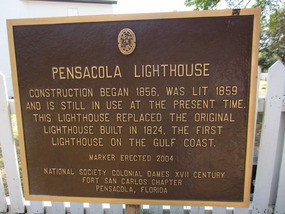 PENSACOLA LIGHTHOUSE
CONSTRUCTION BEGAN 1856, WAS LIT 1859
AND IS STILL IN USE AT THE PRESENT TIME.
THIS LIGHTHOUSE REPLACED THE ORIGINAL
LIGHTHOUSE BUILT IN 1824, THE FIRST
LIGHTHOUSE ON THE GULF COAST.
MARKER ERECTED 2004
NATIONAL SOCIETY COLONIAL DAMES XVII CENTURY
FORT SAN CARLOS CHAPTER
PENSACOLA, FLORIDA